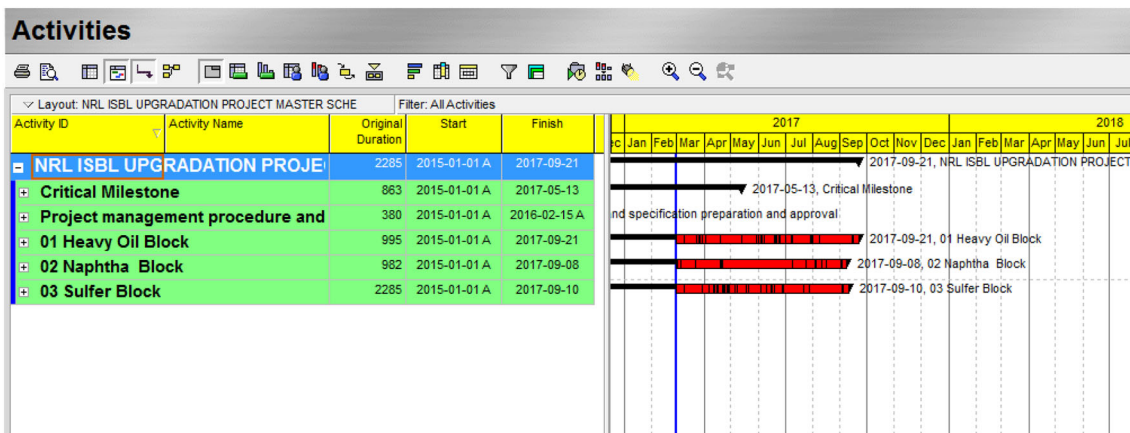 Activities
Layout: NRL ISBL UPGRADATION PROJECT MASTER SCHE Filter: All Activities
Activity ID Activity Name Original Duration Start Finish 2017 2018
ec Jan Feb Mar Apr May Jun Jul Aug Sep Oct Nov Dec Jan Feb Mar Apr May Jun Jul
NRL ISBL UPGRADATION PROJE 2285 2015-01-01 A 2017-09-21 2017-09-21, NRL ISBL UPGRADATION PROJECT
Critical Milestone 863 2015-01-01 A 2017-05-13 2017-05-13, Critical Milestone
Project management procedure and 380 2015-01-01 A 2016-02-15 A nd specification preparation and approval
01 Heavy Oil Block 995 2015-01-01 A 2017-09-21 2017-09-21, 01 Heavy Oil Block
02 Naphtha Block 982 2015-01-01 A 2017-09-08 2017-09-08, 02 Naphtha Block
03 Sulfer Block 2285 2015-01-01 A 2017-09-10 2017-09-10, 03 Sulfer Block